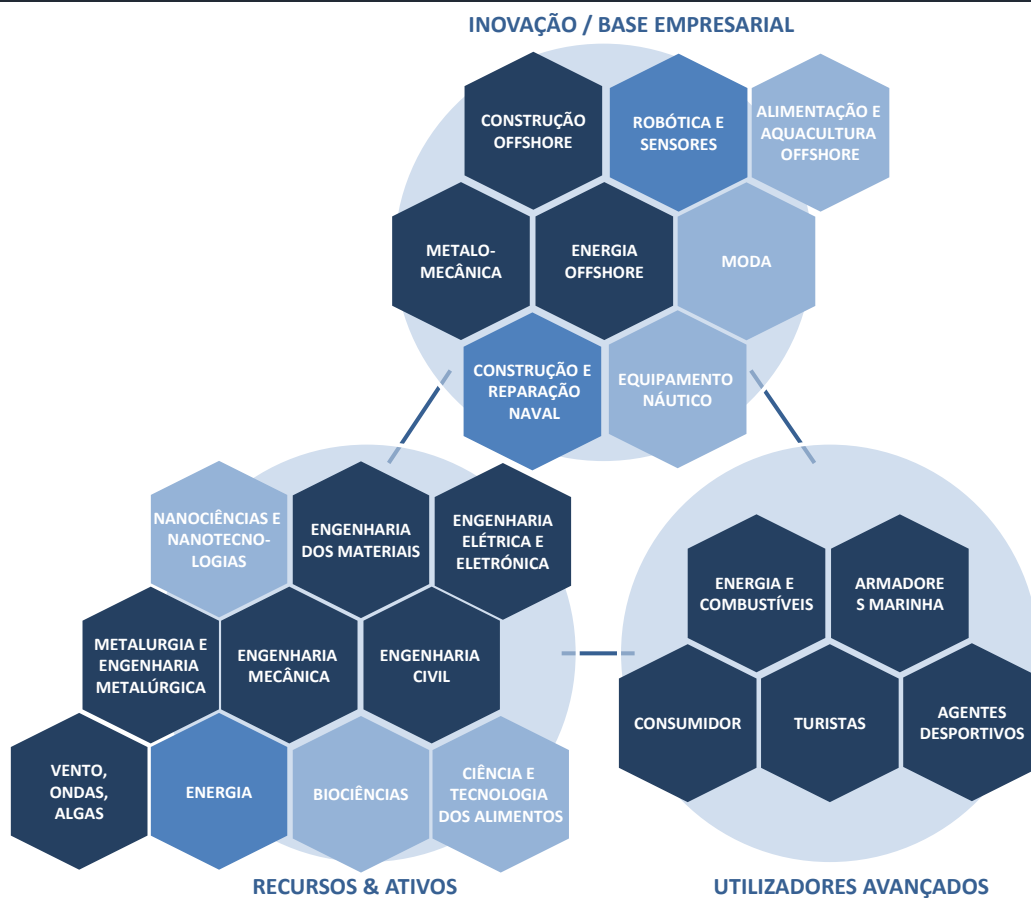 INOVAÇÃO / BASE EMPRESARIAL
CONSTRUÇÃO
OFFSHORE
ROBÓTICA E
SENSORES
ALIMENTAÇÃO E
AQUACULTURA
OFFSHORE
METALO-
MECÂNICA
ENERGIA
OFFSHORE
MODA
CONSTRUÇÃO E
REPARAÇÃO
NAVAL
EQUIPAMENTO
NÁUTICO
NANOCIÊNCIAS E
NANOTECNO-
LOGIAS
ENGENHARIA
DOS MATERIAIS
ENGENHARIA
ELÉTRICA E
ELETRÓNICA
METALURGIA E
ENGENHARIA
METALÚRGICA
ENGENHARIA
MECÂNICA
ENGENHARIA
CIVIL
VENTO,
ONDAS,
ALGAS
ENERGIA
BIOCIÊNCIAS
CIÊNCIA E
TECNOLOGIA
DOS ALIMENTOS
RECURSOS & ATIVOS
ENERGIA E
COMBUSTÍVEIS
ARMADORE
S MARINHA
CONSUMIDOR
TURISTAS
AGENTES
DESPORTIVOS
UTILIZADORES AVANÇADOS